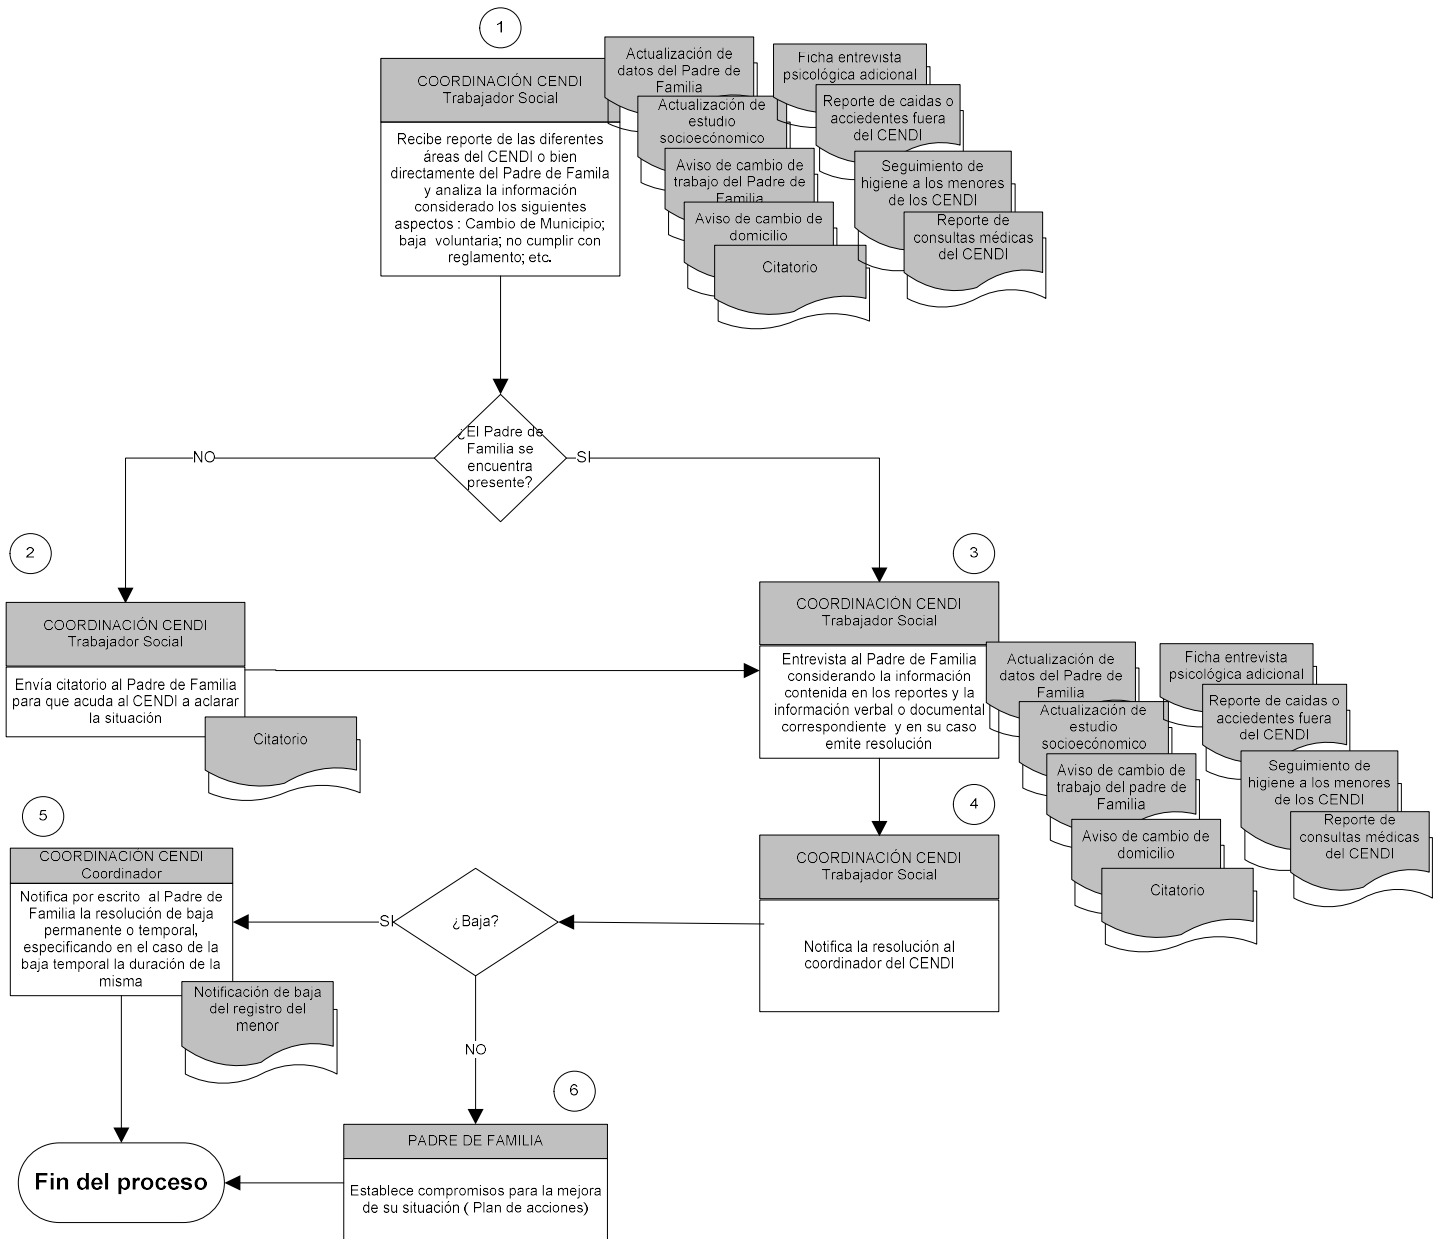 1
COORDINACIÓN CENDI
Trabajador Social
Recibe reporte de las diferentes
áreas del CENDI o bien
directamente del Padre de Famila
y analiza la información
considerado los siguientes
aspectos : Cambio de Municipio;
baja voluntaria; no cumplir con
reglamento; etc.
Actualización de
datos del Padre de
Familia
Actualización de
estudio
socioecónomico
Aviso de cambio de
trabajo del Padre de
Familia
Aviso de cambio de
domicilio
Citatorio
Ficha entrevista
psicológica adicional
Reporte de caidas o
acciedentes fuera
del CENDI
Seguimiento de
higiene a los menores
de los CENDI
Reporte de
consultas médicas
del CENDI
¿El Padre de
Familia se
encuentra
presente?
NO
SI
2
COORDINACIÓN CENDI
Trabajador Social
Envía citatorio al Padre de Familia
para que acuda al CENDI a aclarar
la situación
Citatorio
3
COORDINACIÓN CENDI
Trabajador Social
Entrevista al Padre de Familia
considerando la información
contenida en los reportes y la
información verbal o documental
correspondiente y en su caso
emite resolución
Actualización de
datos del Padre de
Familia
Actualización de
estudio
socioecónomico
Aviso de cambio de
trabajo del padre de
Familia
Aviso de cambio de
domicilio
Citatorio
Ficha entrevista
psicológica adicional
Reporte de caidas o
acciedentes fuera
del CENDI
Seguimiento de
higiene a los menores
de los CENDI
Reporte de
consultas médicas
del CENDI
4
COORDINACIÓN CENDI
Trabajador Social
Notifica la resolución al
coordinador del CENDI
¿Baja?
SI
NO
5
COORDINACIÓN CENDI
Coordinador
Notifica por escrito al Padre de
Familia la resolución de baja
permanente o temporal,
especificando en el caso de la
baja temporal la duración de la
misma
Notificación de baja
del registro del
menor
6
PADRE DE FAMILIA
Establece compromisos para la mejora
de su situación ( Plan de acciones)
Fin del proceso